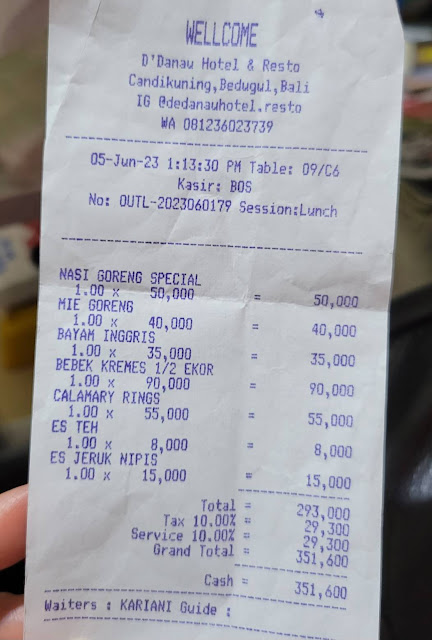 WELLCOME
D'Danau Hotel & Resto
Candikuning,Bedugul,Bali
IG @dedanauhotel.resto
WA 081236023739
05-Jun-23 1:13:30 PM Table: 09/C6
Kasir: BOS
No: OUTL-2023060179 Session:Lunch
NASI GORENG SPECIAL
1.00 x 50,000 = 50,000
MIE GORENG
1.00 x 40,000 = 40,000
BAYAM INGGRIS
1.00 x 35,000 = 35,000
BEBEK KREMES 1/2 EKOR
1.00 x 90,000 = 90,000
CALAMARY RINGS
1.00 x 55,000 = 55,000
ES TEH
1.00 x 8,000 = 8,000
ES JERUK NIPIS
1.00 x 15,000 = 15,000
Total = 293,000
Tax 10.00% = 29,300
Service 10.00% = 29,300
Grand Total = 351,600
Cash = 351,600
Waiters : KARIANI Guide :